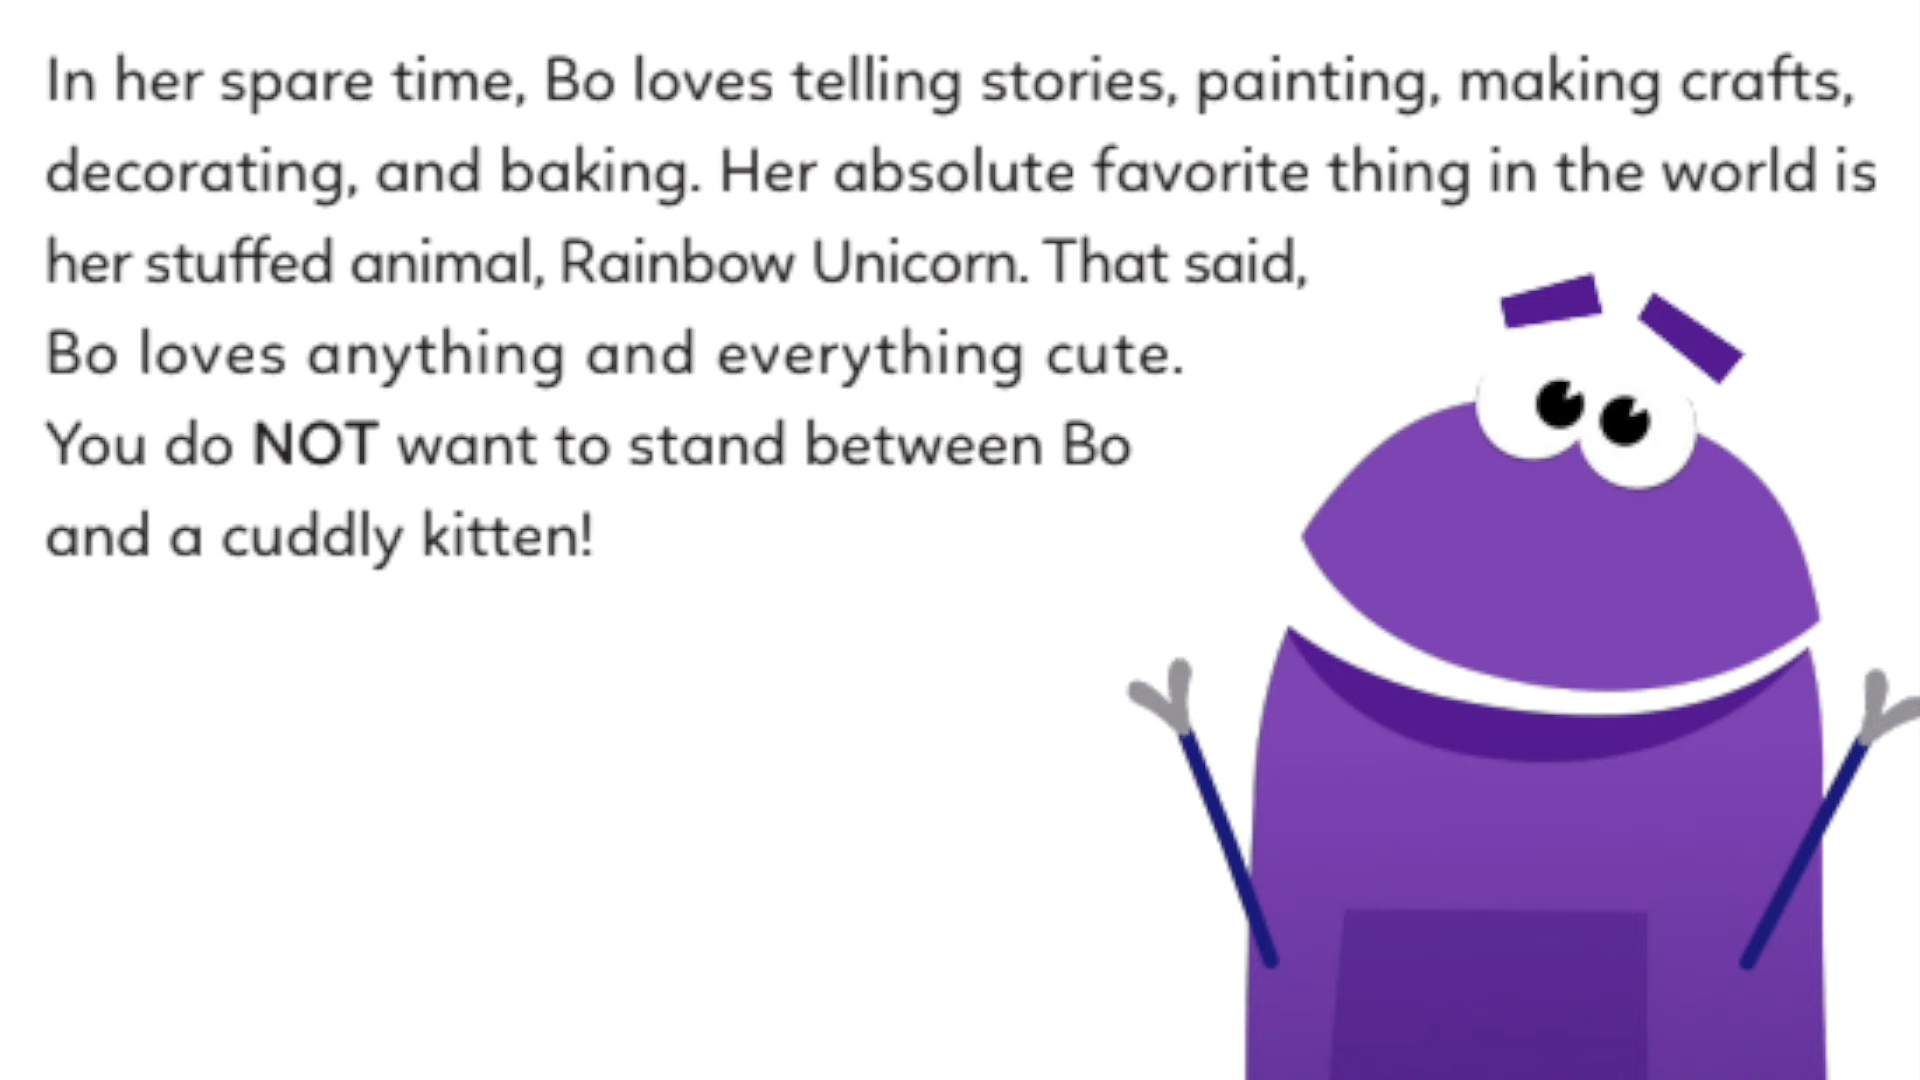 In her spare time, Bo loves telling stories, painting, making crafts,
decorating, and baking. Her absolute favorite thing in the world is
her stuffed animal, Rainbow Unicorn. That said,
Bo loves anything and everything cute.
You do NOT want to stand between Bo
and a cuddly kitten!